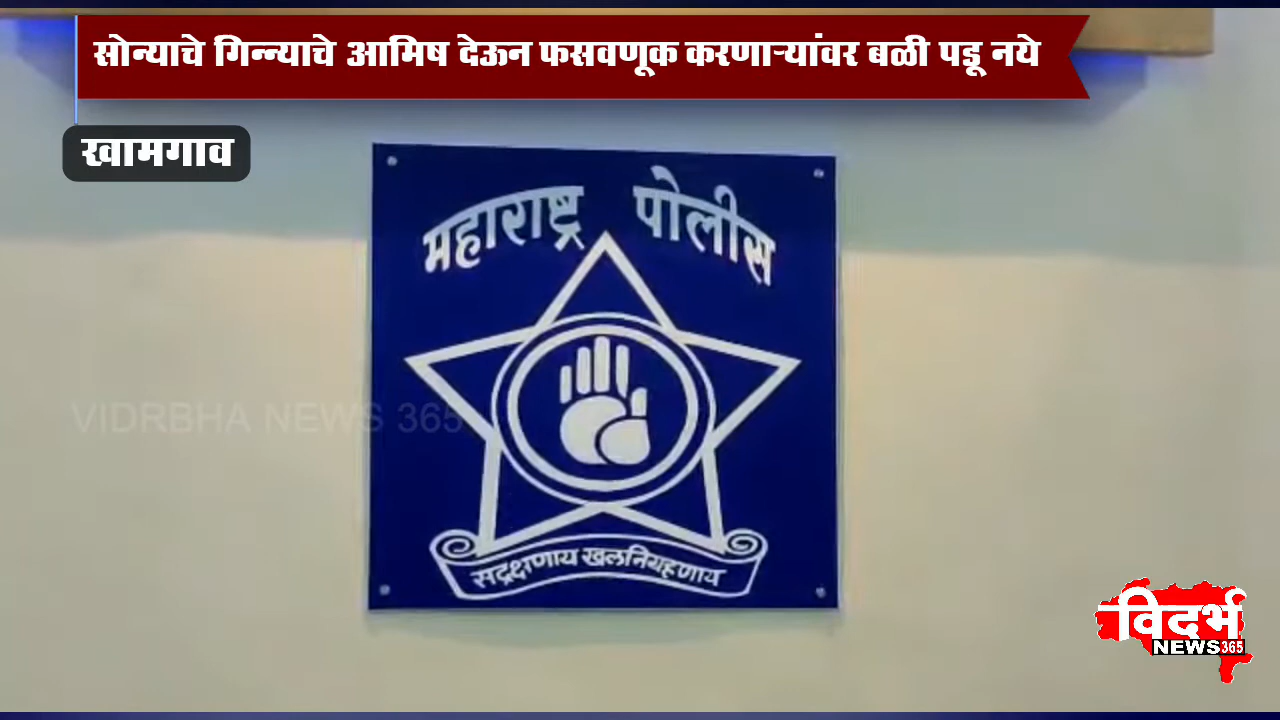 सोन्याचे गिन्न्याचे आमिष देऊन फसवणूक करणाऱ्यांवर बळी पडू नये
खामगाव
महाराष्ट्र पोलीस
VIDRBHA NEWS 365
सद्रक्षणाय खलनिग्रहणाय
विदर्भ
NEWS365